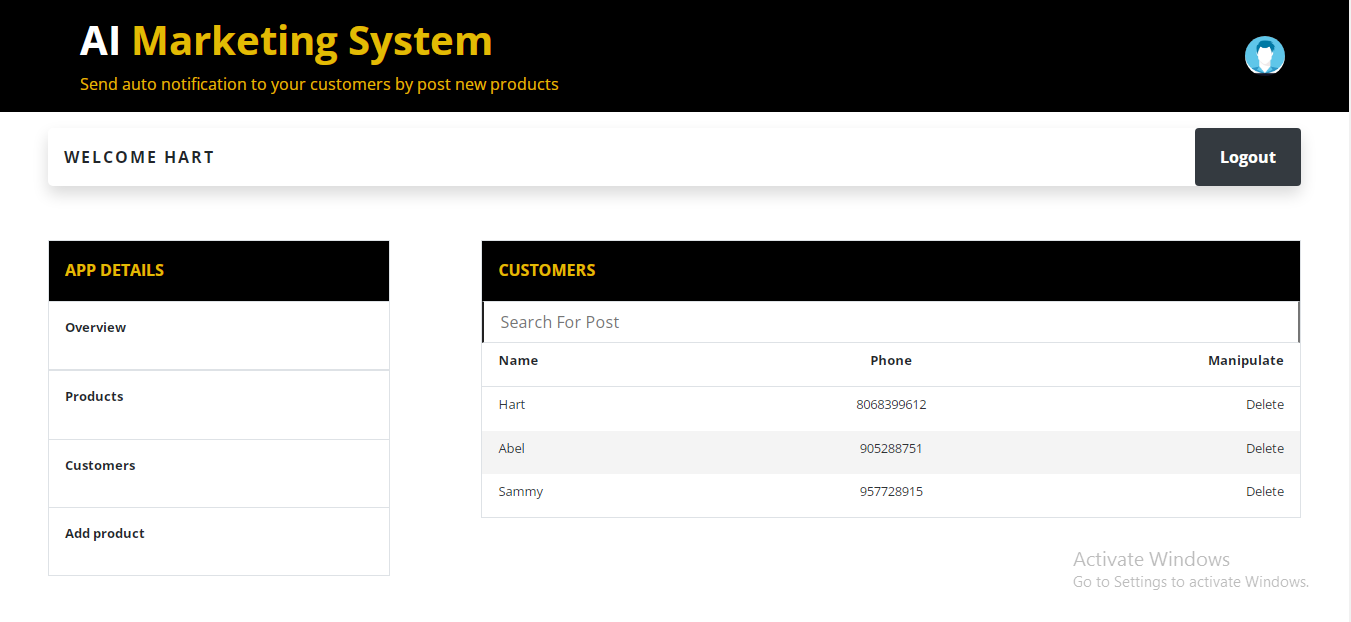 AI Marketing System
Send auto notification to your customers by post new products
WELCOME HART
Logout
APP DETAILS
Overview
Products
Customers
Add product
CUSTOMERS
Search For Post
Name Phone Manipulate
Hart 8068399612 Delete
Abel 905288751 Delete
Sammy 957728915 Delete
Activate Windows
Go to Settings to activate Windows.